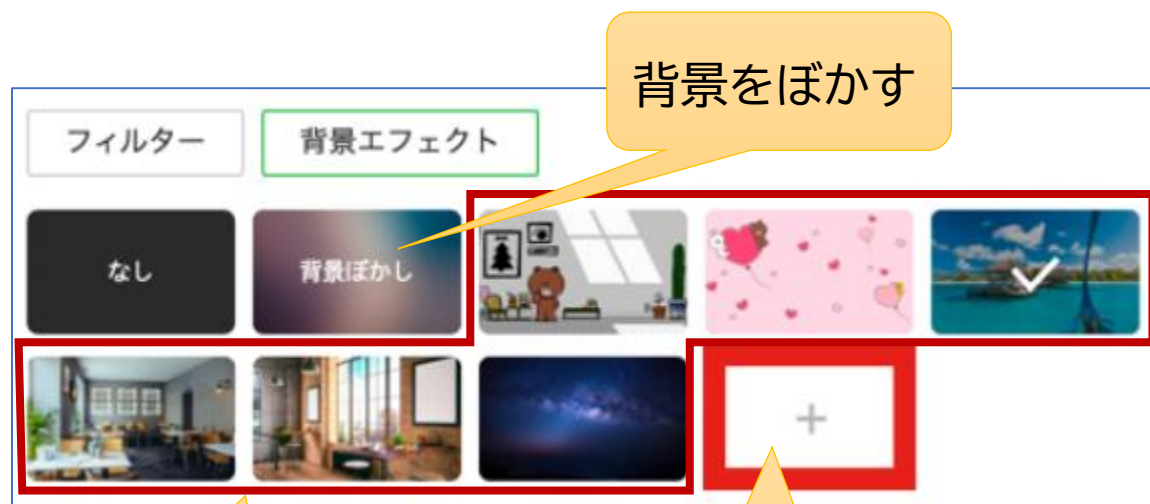 背景をぼかす
フィルター
背景エフェクト
なし
背景ぼかし